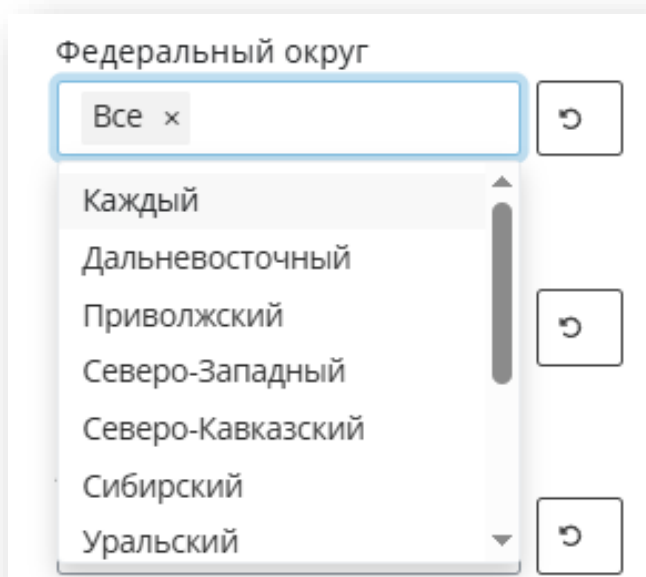 Федеральный округ
Все ×
Каждый
Дальневосточный
Приволжский
Северо-Западный
Северо-Кавказский
Сибирский
Уральский